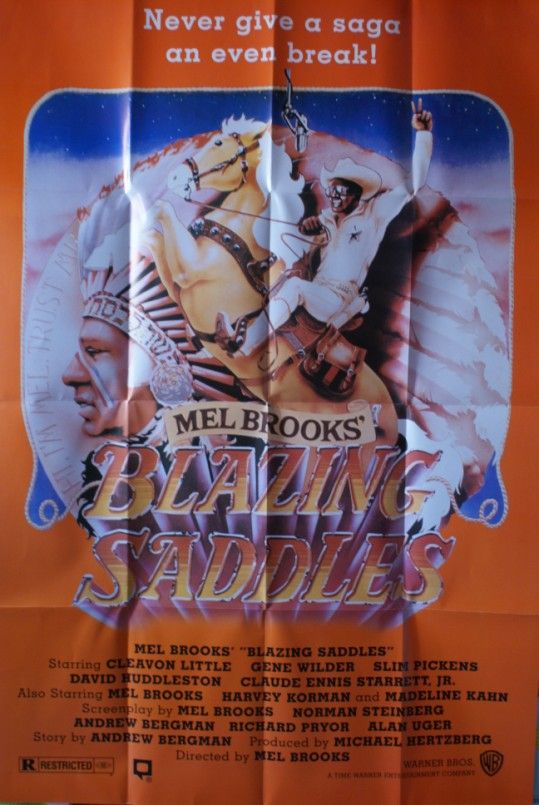 Never give a saga
an even break!
MEL BROOKS'
BLAZING
SADDLES
MEL BROOKS' "BLAZING SADDLES"
Starring CLEAVON LITTLE GENE WILDER SLIM PICKENS
DAVID HUDDLESTON CLAUDE ENNIS STARRETT, JR.
Also Starring MEL BROOKS HARVEY KORMAN and MADELINE KAHN
Screenplay by MEL BROOKS NORMAN STEINBERG
ANDREW BERGMAN RICHARD PRYOR ALAN UGER
Story by ANDREW BERGMAN Produced by MICHAEL HERTZBERG
Directed by MEL BROOKS
R RESTRICTED
WARNER BROS.
A TIME WARNER ENTERTAINMENT COMPANY
WB